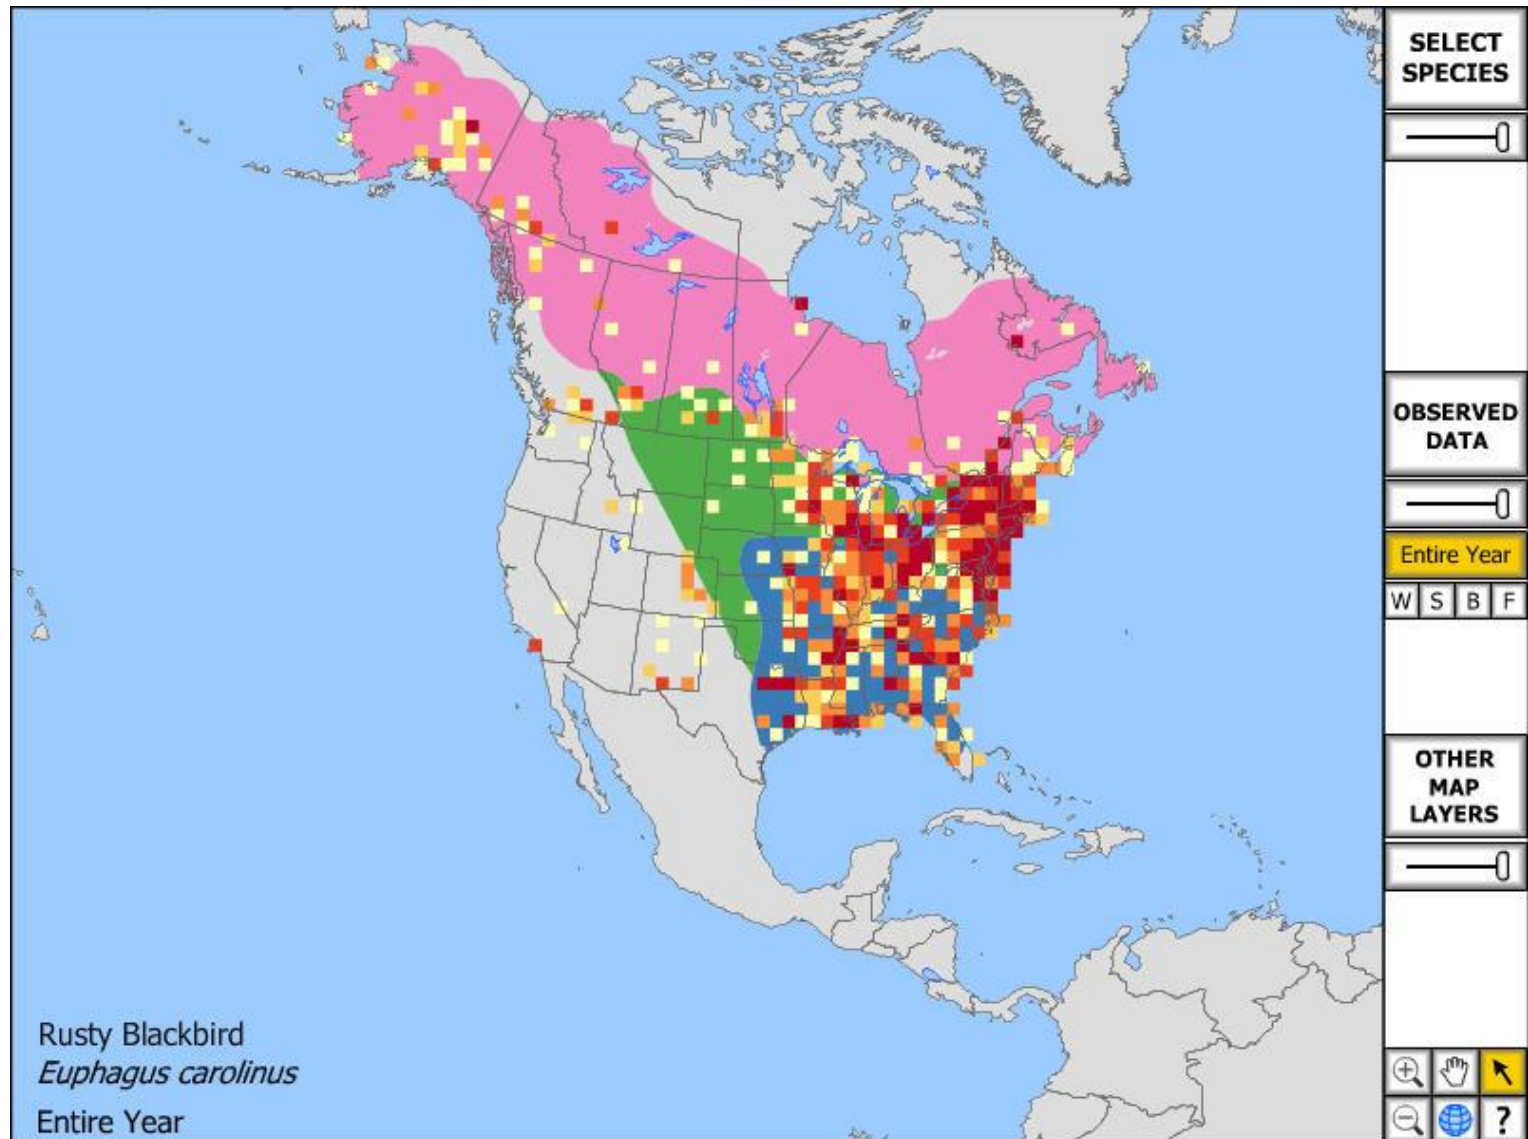 SELECT
SPECIES
OBSERVED
DATA
Entire Year
W S B F
OTHER
MAP
LAYERS
?
Rusty Blackbird
Euphagus carolinus
Entire Year